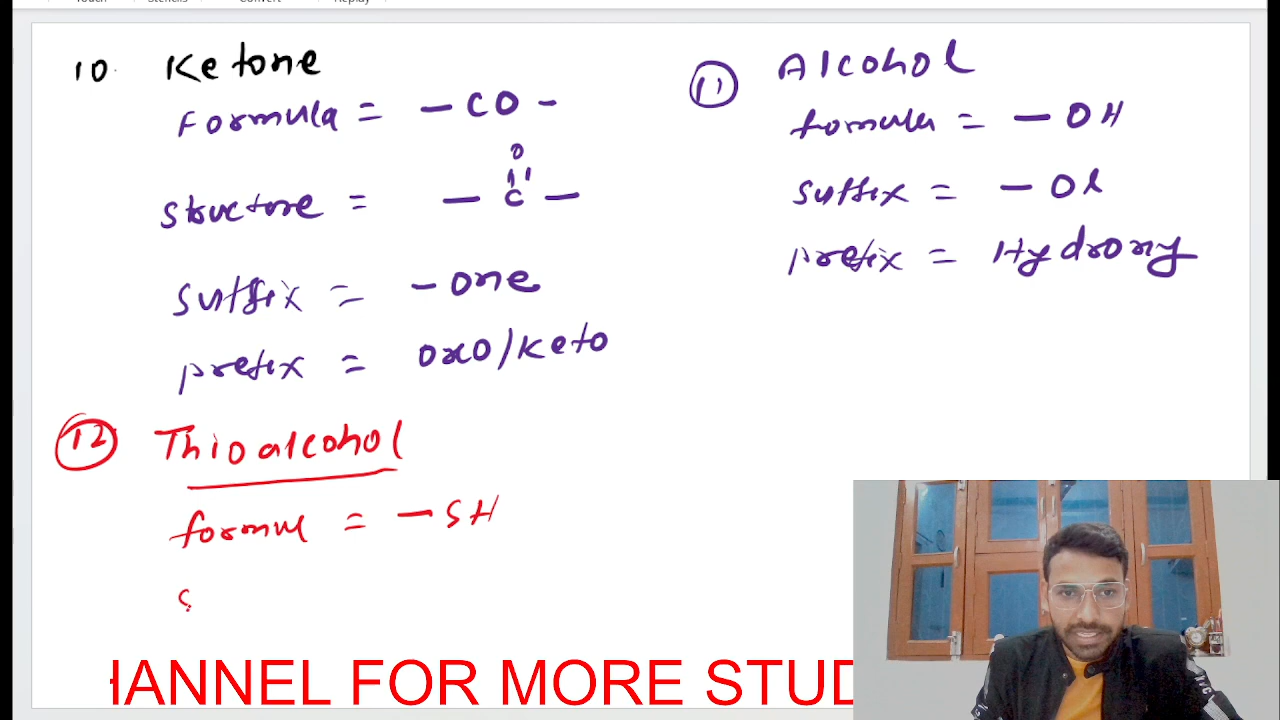 10. Ketone
Formula = - CO -
O
structure = - C -
suffix = - one
prefix = oxo/keto
11 Alcohol
fomula = - OH
suffix = - Ol
prefix = Hydroxy
12 Thioalcohol
formul = - SH
S
HANNEL FOR MORE STUD